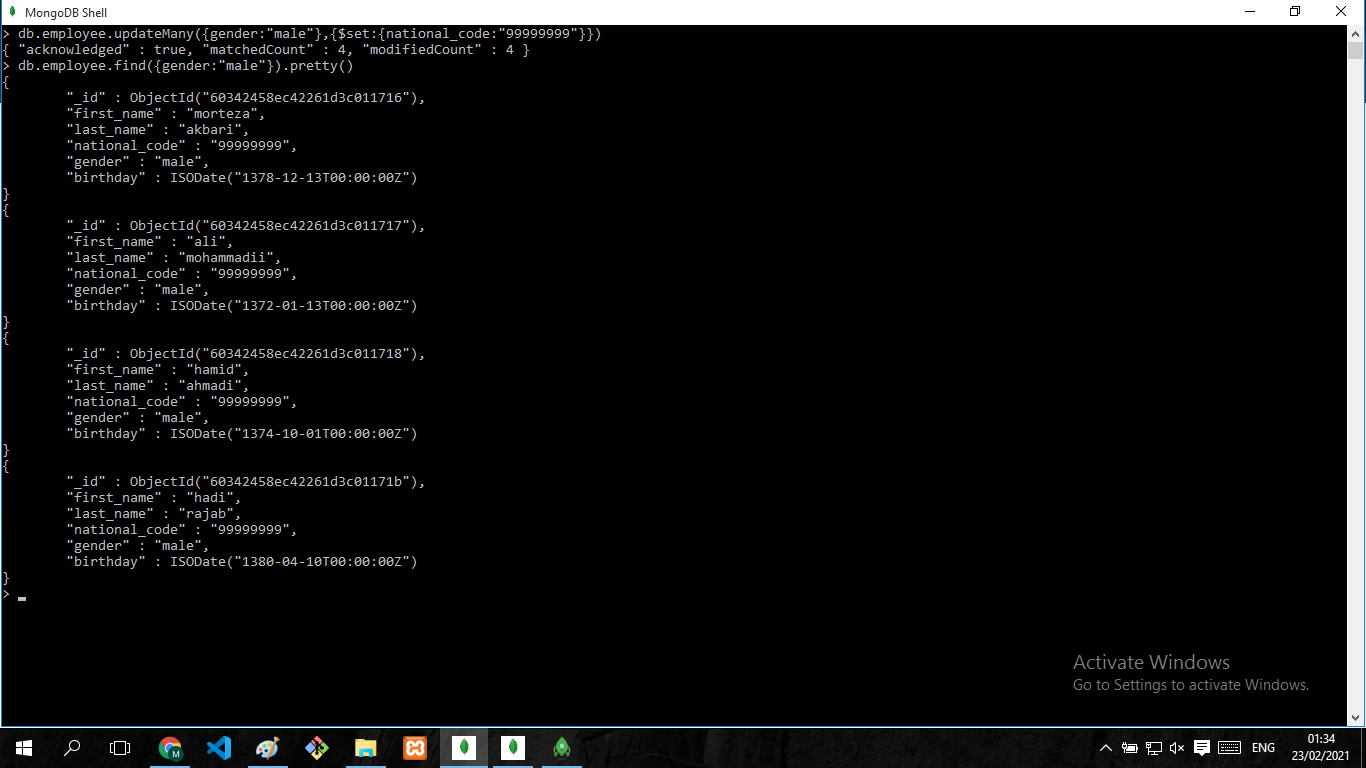 MongoDB Shell
> db.employee.updateMany({gender:"male"},{$set:{national_code:"99999999"}})
{ "acknowledged" : true, "matchedCount" : 4, "modifiedCount" : 4 }
> db.employee.find({gender:"male"}).pretty()
{
"_id" : ObjectId("60342458ec42261d3c011716"),
"first_name" : "morteza",
"last_name" : "akbari",
"national_code" : "99999999",
"gender" : "male",
"birthday" : ISODate("1378-12-13T00:00:00Z")
}
{
"_id" : ObjectId("60342458ec42261d3c011717"),
"first_name" : "ali",
"last_name" : "mohammadii",
"national_code" : "99999999",
"gender" : "male",
"birthday" : ISODate("1372-01-13T00:00:00Z")
}
{
"_id" : ObjectId("60342458ec42261d3c011718"),
"first_name" : "hamid",
"last_name" : "ahmadi",
"national_code" : "99999999",
"gender" : "male",
"birthday" : ISODate("1374-10-01T00:00:00Z")
}
{
"_id" : ObjectId("60342458ec42261d3c01171b"),
"first_name" : "hadi",
"last_name" : "rajab",
"national_code" : "99999999",
"gender" : "male",
"birthday" : ISODate("1380-04-10T00:00:00Z")
}
>
Activate Windows
Go to Settings to activate Windows.
M
ENG
01:34
23/02/2021